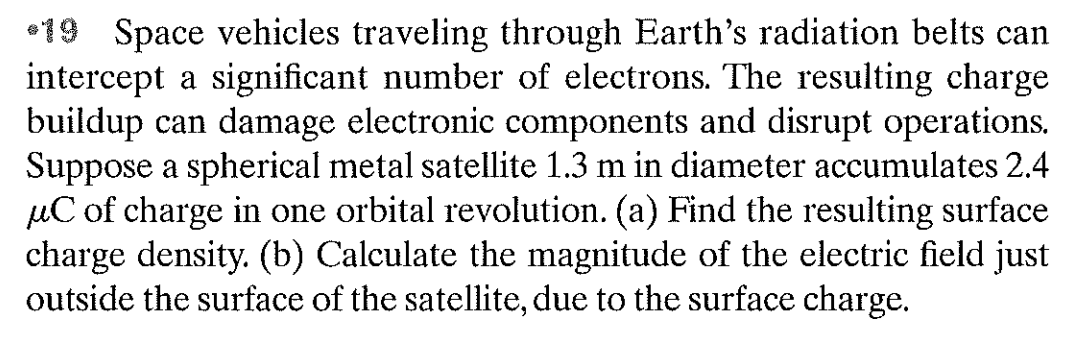 •19 Space vehicles traveling through Earth's radiation belts can
intercept a significant number of electrons. The resulting charge
buildup can damage electronic components and disrupt operations.
Suppose a spherical metal satellite 1.3 m in diameter accumulates 2.4
μC of charge in one orbital revolution. (a) Find the resulting surface
charge density. (b) Calculate the magnitude of the electric field just
outside the surface of the satellite, due to the surface charge.